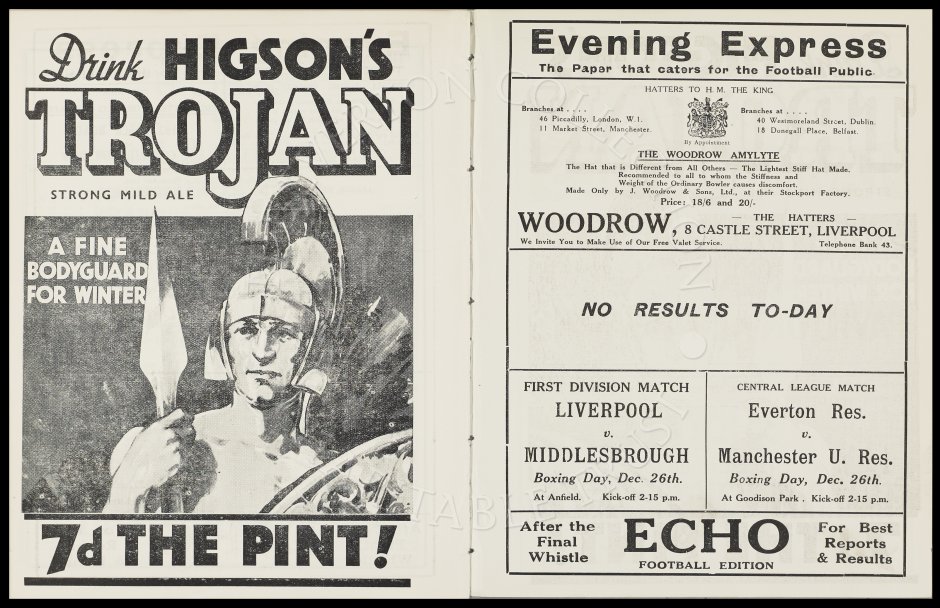 Drink HIGSON'S
TROJAN
STRONG MILD ALE
A FINE
BODYGUARD
FOR WINTER
7d THE PINT!
Evening Express
The Paper that caters for the Football Public
HATTERS TO H.M. THE KING
Branches at . . . .
46 Piccadilly, London, W.1.
11 Market Street, Manchester.
By Appointment
Branches at . . . .
40 Westmoreland Street, Dublin.
18 Donegall Place, Belfast.
THE WOODROW AMYLYTE
The Hat that is Different from All Others — The Lightest Stiff Hat Made.
Recommended to all to whom the Stiffness and
Weight of the Ordinary Bowler causes discomfort.
Made Only by J. Woodrow & Sons, Ltd., at their Stockport Factory.
Price: 18/6 and 20/-
WOODROW, — THE HATTERS —
8 CASTLE STREET, LIVERPOOL
We Invite You to Make Use of Our Free Valet Service. Telephone Bank 43.
NO RESULTS TO-DAY
FIRST DIVISION MATCH
LIVERPOOL
v.
MIDDLESBROUGH
Boxing Day, Dec. 26th.
At Anfield. Kick-off 2-15 p.m.
CENTRAL LEAGUE MATCH
Everton Res.
v.
Manchester U. Res.
Boxing Day, Dec. 26th.
At Goodison Park . Kick-off 2-15 p.m.
After the
Final
Whistle
ECHO
FOOTBALL EDITION
For Best
Reports
& Results